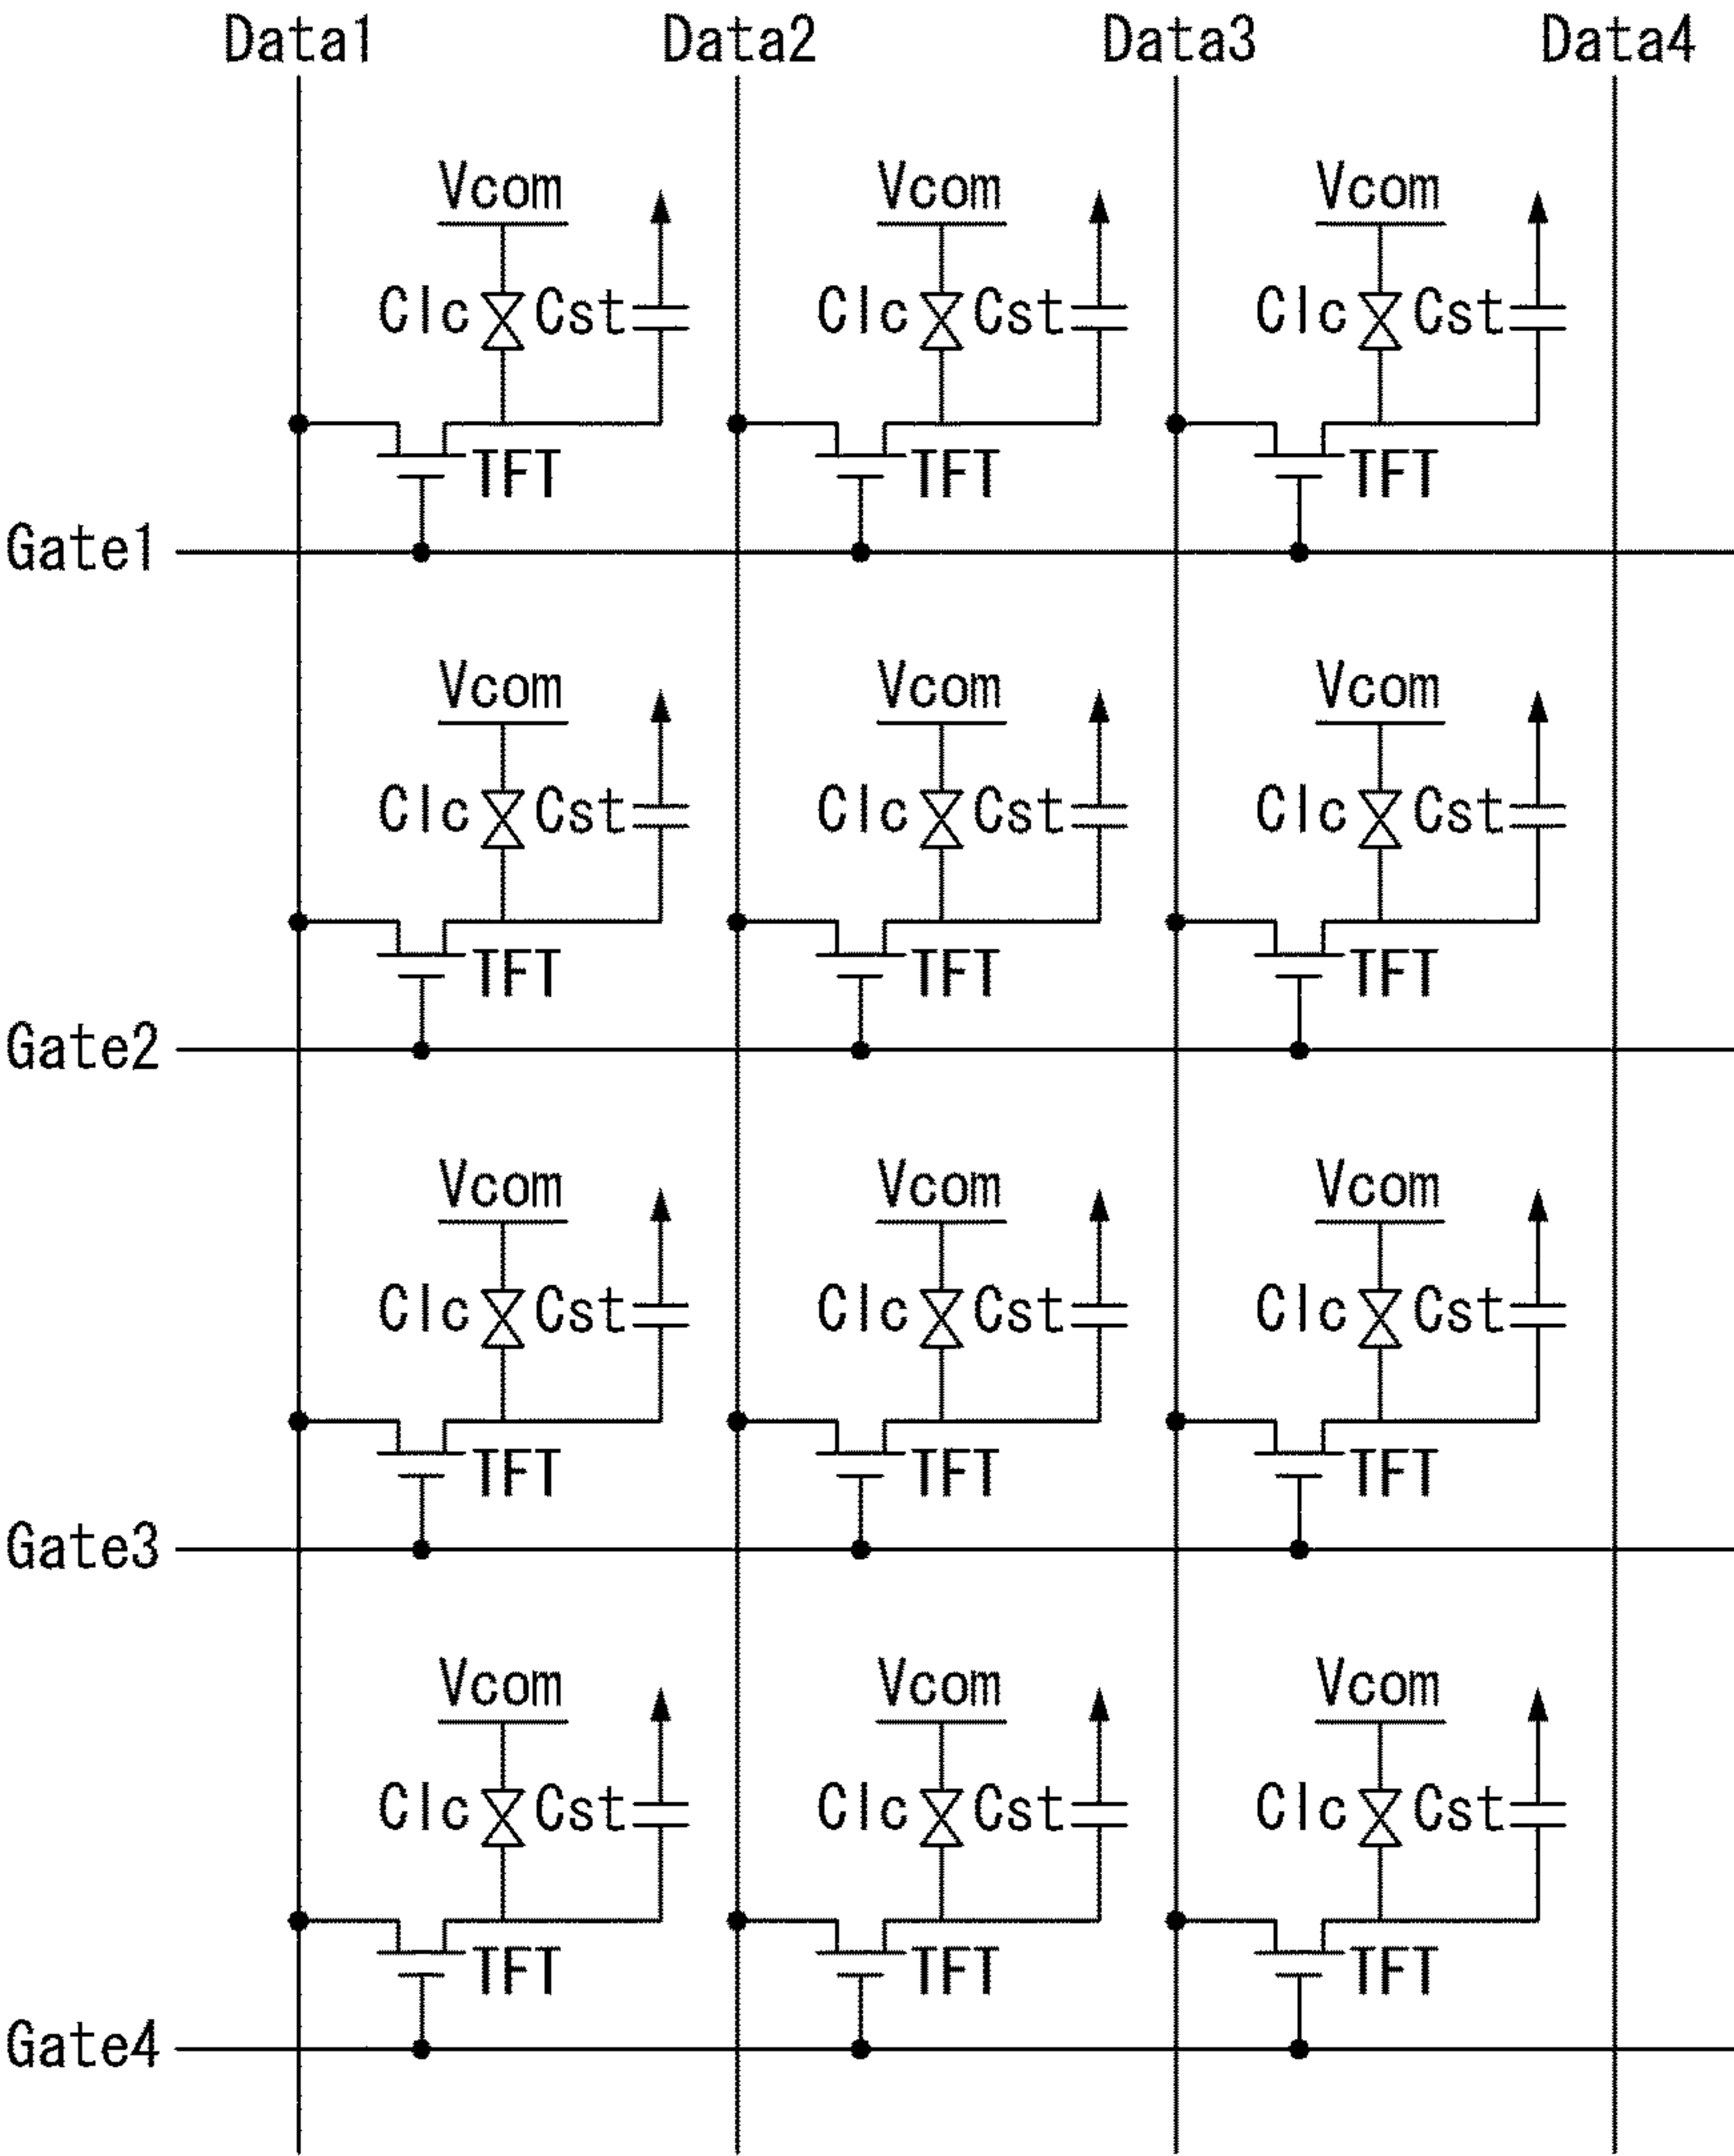 Data1 Data2 Data3 Data4
Vcom Vcom Vcom
Clc Cst Clc Cst Clc Cst
TFT TFT TFT
Gate1
Vcom Vcom Vcom
Clc Cst Clc Cst Clc Cst
TFT TFT TFT
Gate2
Vcom Vcom Vcom
Clc Cst Clc Cst Clc Cst
TFT TFT TFT
Gate3
Vcom Vcom Vcom
Clc Cst Clc Cst Clc Cst
TFT TFT TFT
Gate4